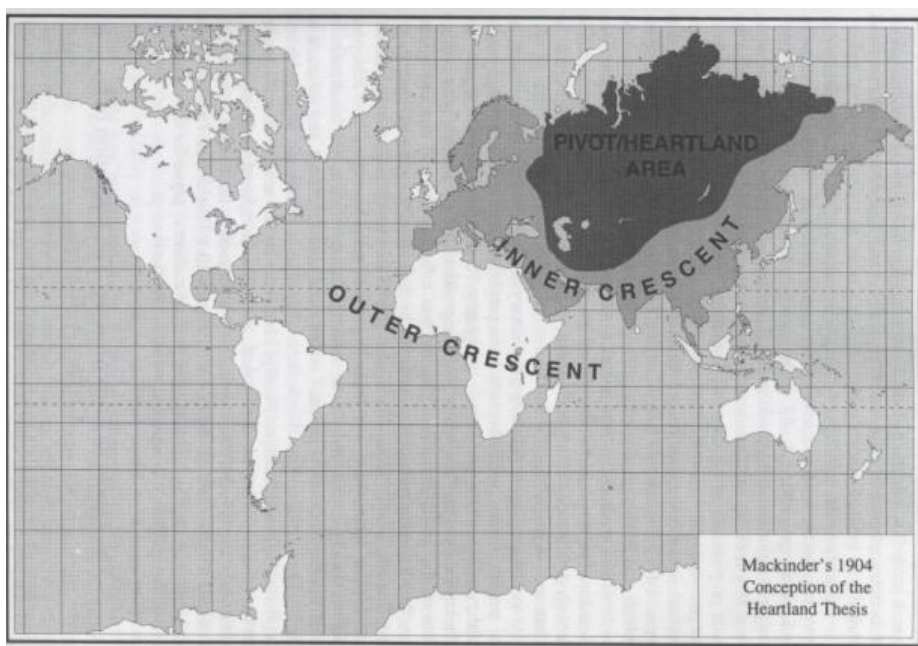 PIVOT/HEARTLAND
AREA
INNER CRESCENT
OUTER CRESCENT
Mackinder's 1904
Conception of the
Heartland Thesis